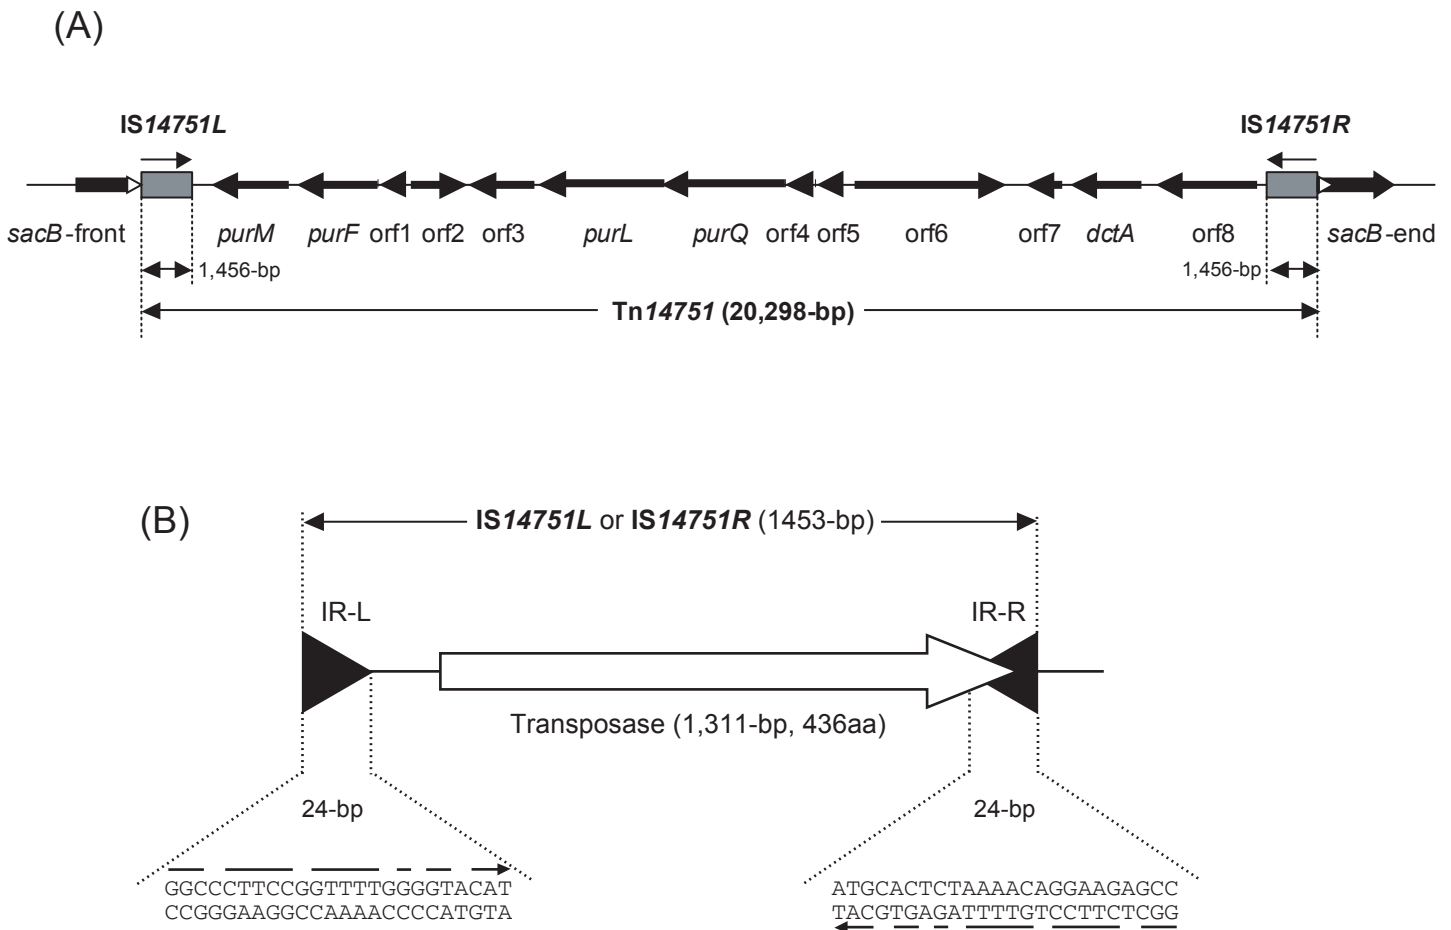 (A)
IS14751L IS14751R
sacB-front purM purF orf1 orf2 orf3 purL purQ orf4 orf5 orf6 orf7 dctA orf8 sacB-end
1,456-bp 1,456-bp
Tn14751 (20,298-bp)
(B)
IS14751L or IS14751R (1453-bp)
IR-L IR-R
Transposase (1,311-bp, 436aa)
24-bp 24-bp
GGCCCTTCCGGTTTTGGGGTACAT ATGCACTCTAAAACAGGAAGAGCC
CCGGGAAGGCCAAAACCCCATGTA TACGTGAGATTTTGTCCTTCTCGG